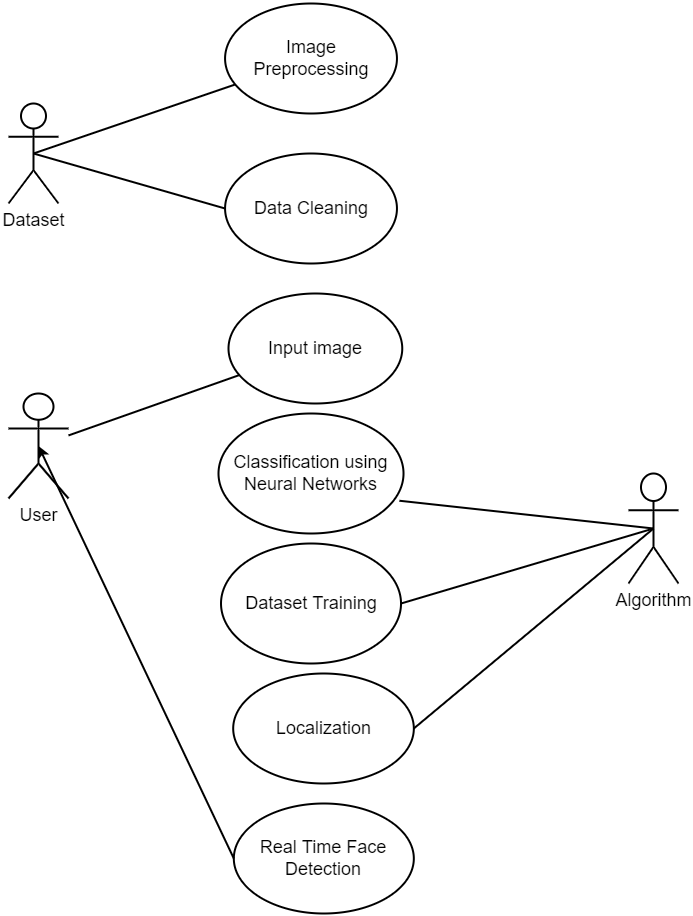 Image
Preprocessing
Dataset
Data Cleaning
Input image
User
Classification using
Neural Networks
Algorithm
Dataset Training
Localization
Real Time Face
Detection